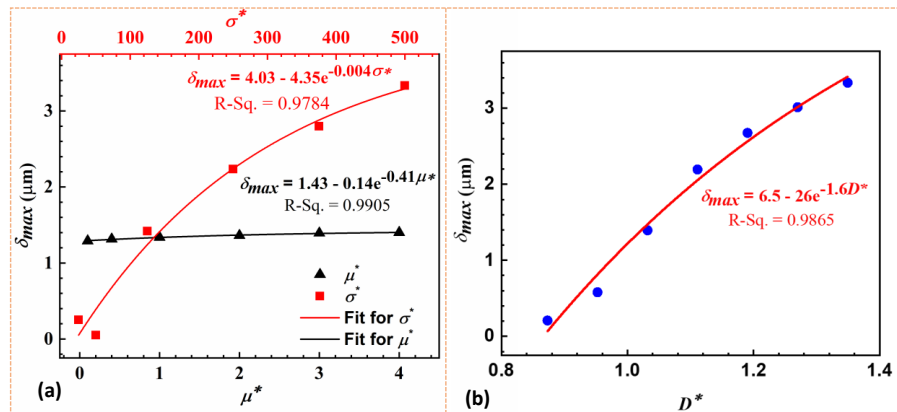 σ*
0 100 200 300 400 500
δmax = 4.03 - 4.35e^-0.004σ*
R-Sq. = 0.9784
δmax = 1.43 - 0.14e^-0.41μ*
R-Sq. = 0.9905
μ*
σ*
Fit for σ*
Fit for μ*
3
2
1
0
δmax (μm)
0 1 2 3 4
(a)
μ*
δmax = 6.5 - 26e^-1.6D*
R-Sq. = 0.9865
3
2
1
0
δmax (μm)
0.8 1.0 1.2 1.4
(b)
D*